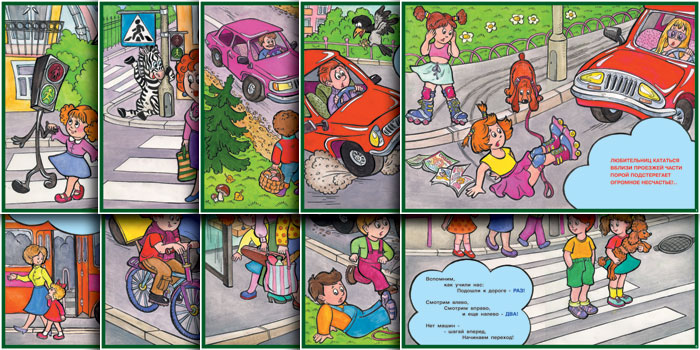 ЛЮБИТЕЛЬНИЦ КАТАТЬСЯ
ВБЛИЗИ ПРОЕЗЖЕЙ ЧАСТИ
ПОРОЙ ПОДСТЕРЕГАЕТ
ОГРОМНОЕ НЕСЧАСТЬЕ!..
Вспомним,
как учили нас:
Подошли к дороге - РАЗ!
Смотрим влево,
Смотрим вправо,
и еще налево - ДВА!
Нет машин -
- шагай вперед,
Начинаем переход!